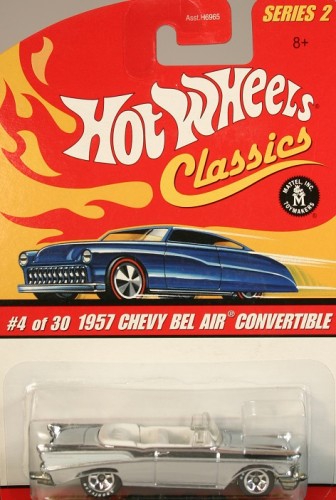 Asst.H6965
SERIES 2
8+
HOT WHEELS®
Classics
MATTEL, INC.
M
TOYMAKERS
#4 of 30 1957 CHEVY BEL AIR® CONVERTIBLE